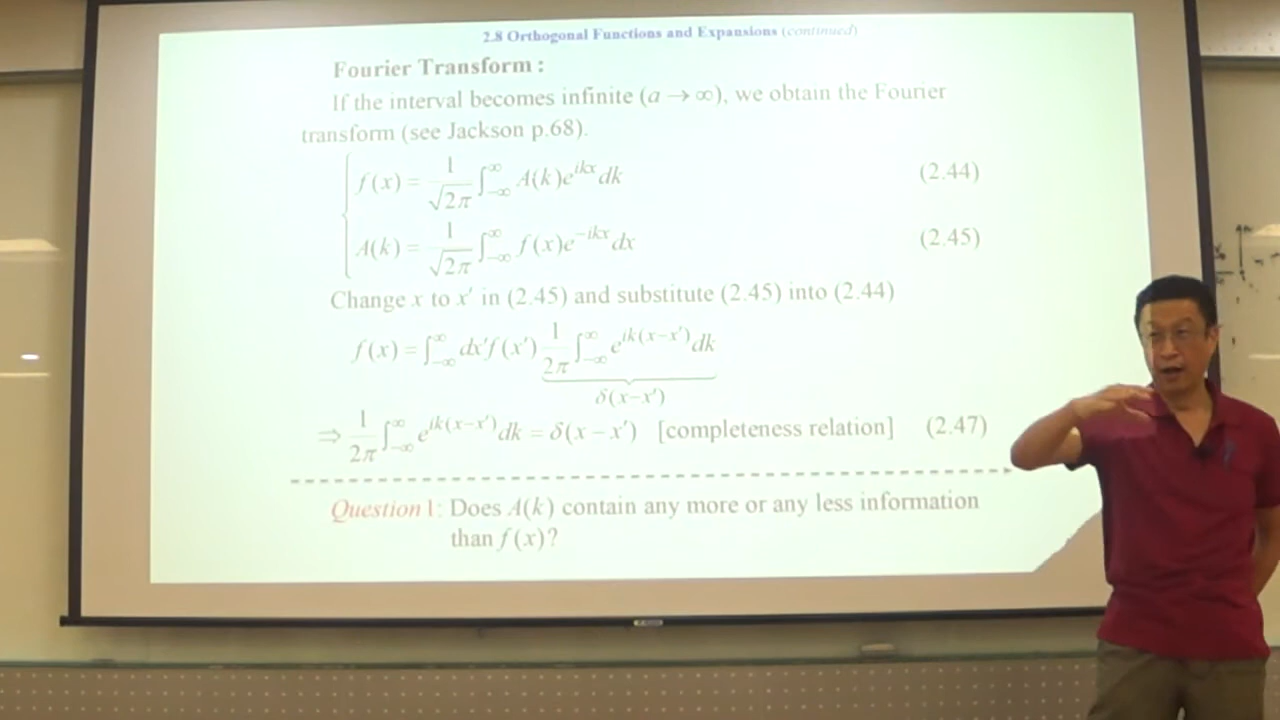 2.8 Orthogonal Functions and Expansions (continued)
Fourier Transform :
If the interval becomes infinite (a → ∞), we obtain the Fourier
transform (see Jackson p.68).
f(x) = 1/√2π ∫_{-∞}^{∞} A(k)e^{ikx} dk (2.44)
A(k) = 1/√2π ∫_{-∞}^{∞} f(x)e^{-ikx} dx (2.45)
Change x to x′ in (2.45) and substitute (2.45) into (2.44)
f(x) = ∫_{-∞}^{∞} dx′f(x′) 1/2π ∫_{-∞}^{∞} e^{ik(x-x′)} dk
δ(x-x′)
⇒ 1/2π ∫_{-∞}^{∞} e^{ik(x-x′)} dk = δ(x - x′) [completeness relation] (2.47)
Question 1: Does A(k) contain any more or any less information
than f(x)?